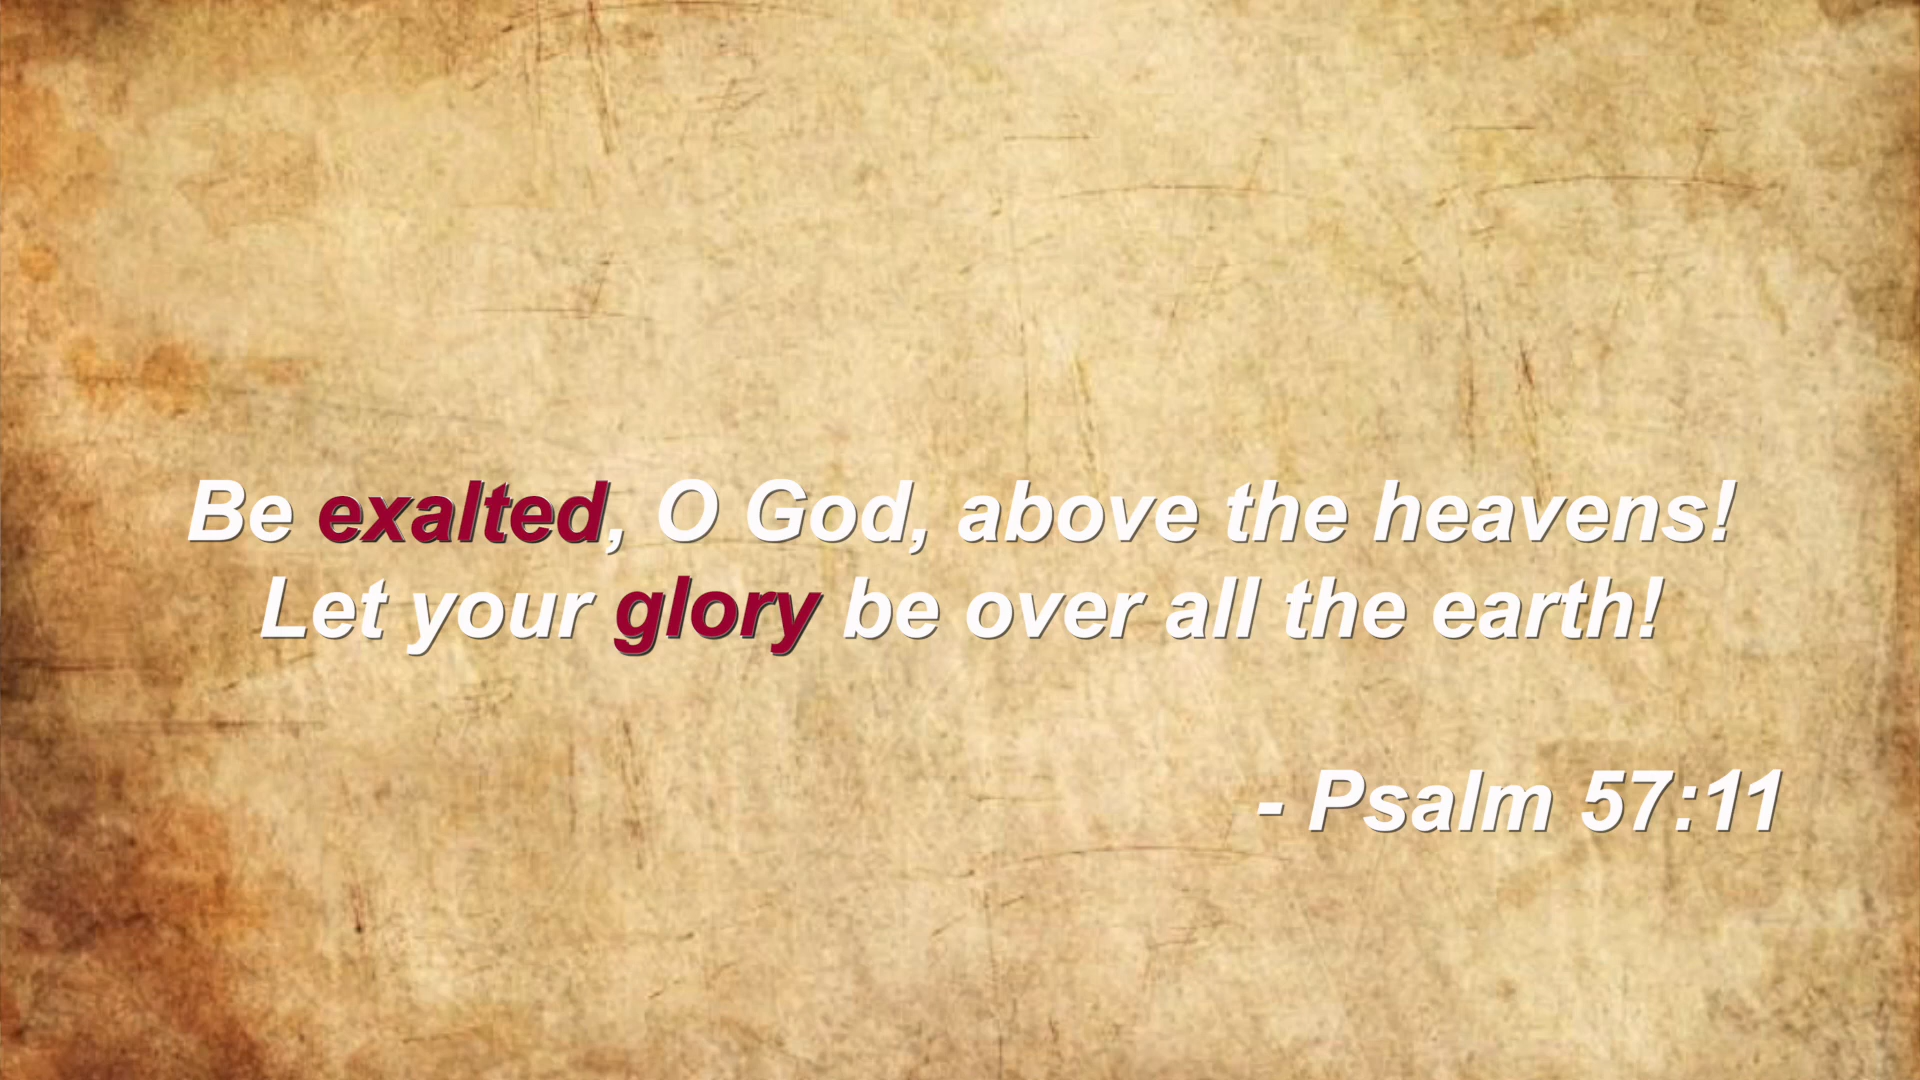 Be exalted, O God, above the heavens!
Let your glory be over all the earth!
- Psalm 57:11